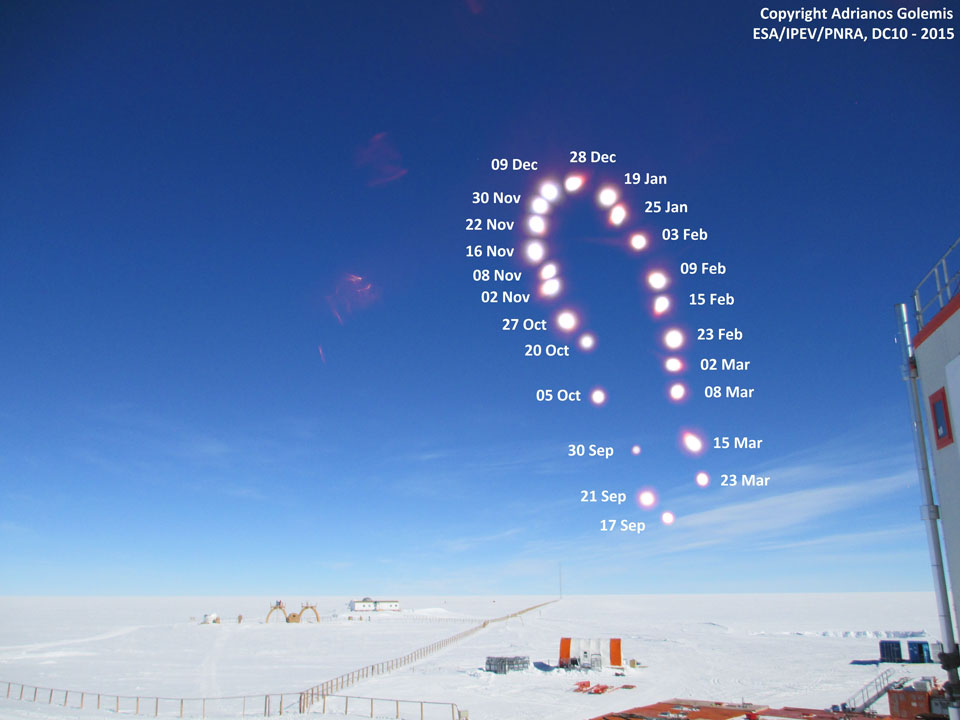 Copyright Adrianos Golemis
ESA/IPEV/PNRA, DC10 - 2015
28 Dec
09 Dec
19 Jan
30 Nov
25 Jan
22 Nov
03 Feb
16 Nov
09 Feb
08 Nov
02 Nov
15 Feb
27 Oct
23 Feb
20 Oct
02 Mar
08 Mar
05 Oct
15 Mar
30 Sep
23 Mar
21 Sep
17 Sep